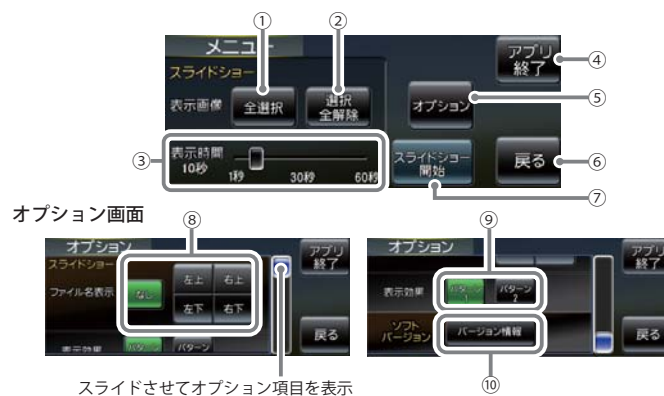 ① ②
メニュー
アプリ
終了
④
スライドショー
表示画像
全選択
選択
全解除
オプション
⑤
③
表示時間
10秒
1秒
30秒
60秒
スライドショー
開始
戻る
⑥
⑦
オプション画面
⑧
オプション
スライドショー
ファイル名表示
なし
左上
右上
左下
右下
表示効果
パターン
パターン
アプリ
終了
戻る
スライドさせてオプション項目を表示
⑨
オプション
表示効果
パターン
1
パターン
2
ソフト
バージョン
バージョン情報
アプリ
終了
戻る
⑩